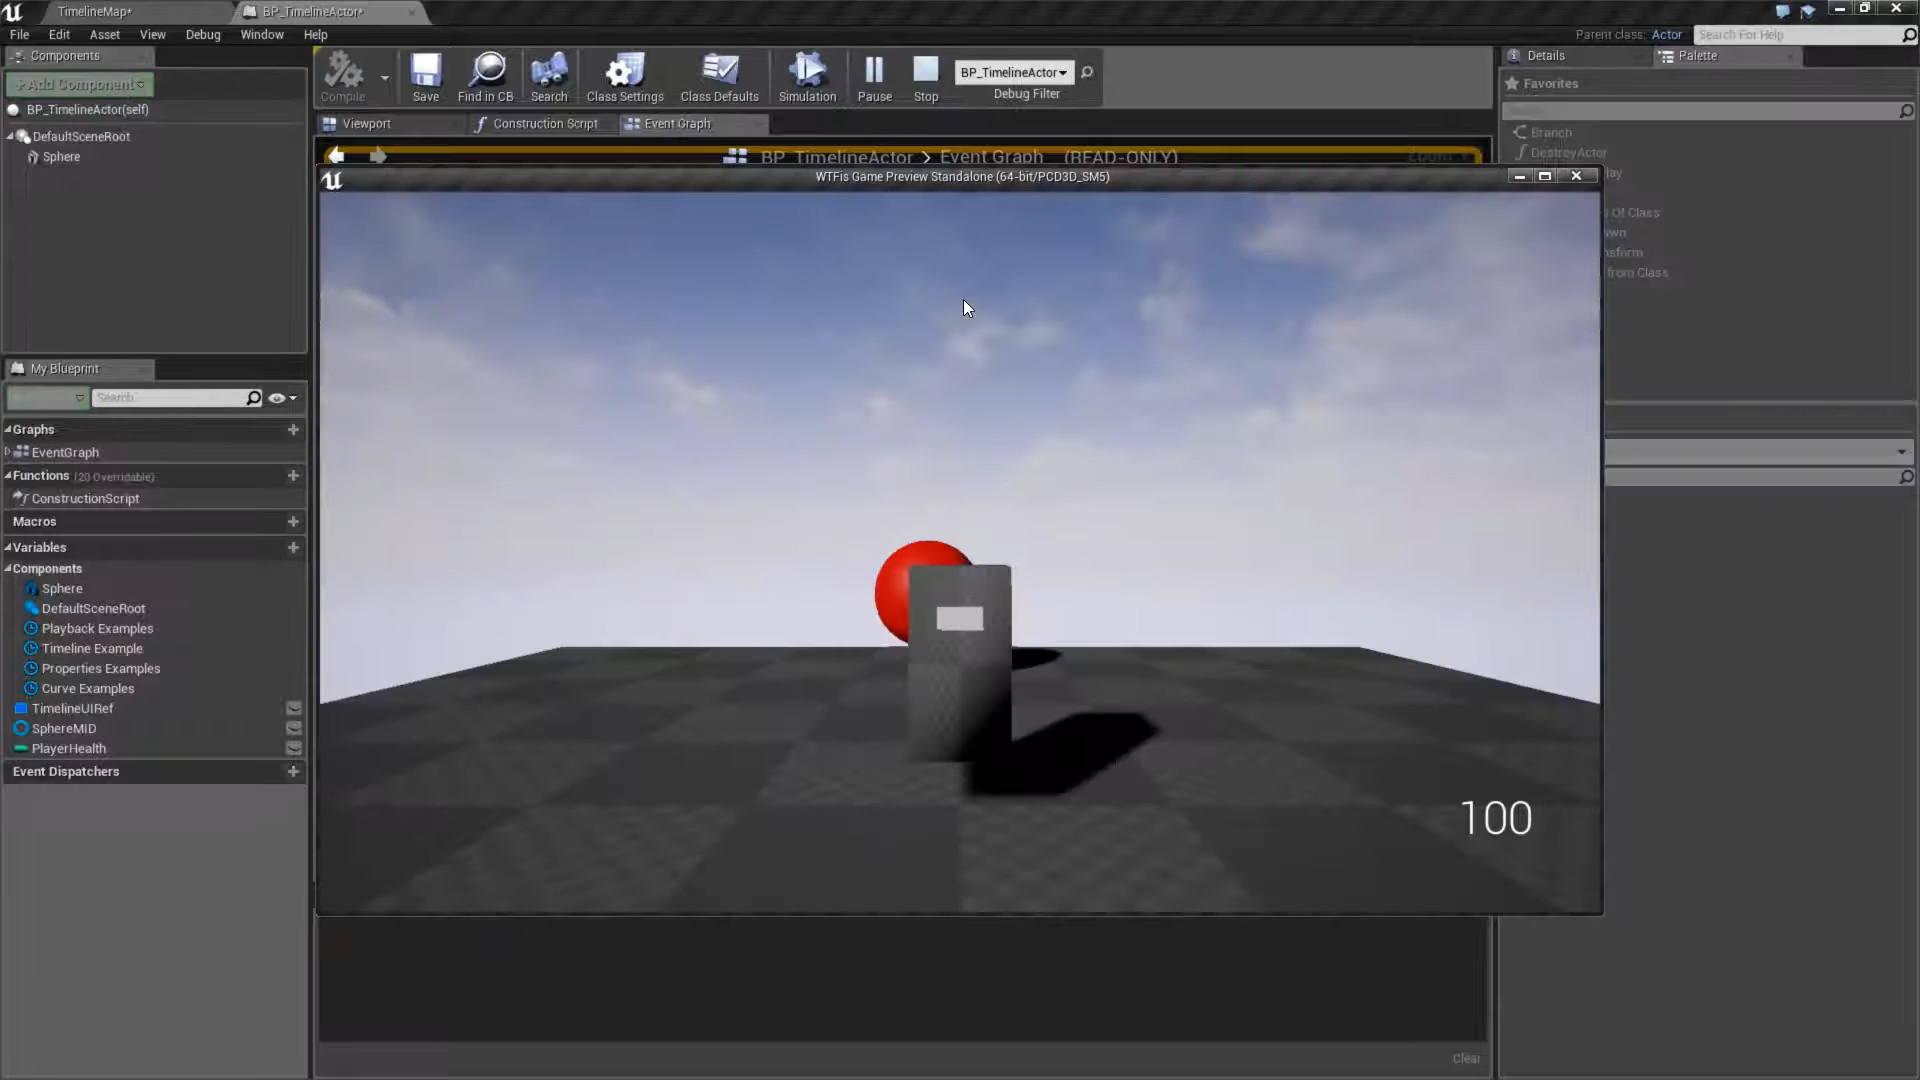 TimelineMap*
BP_TimelineActor*
File Edit Asset View Debug Window Help
Parent class: Actor
Search For Help
Components
+Add Component
BP_TimelineActor(self)
DefaultSceneRoot
Sphere
Compile
Save
Find in CB
Search
Class Settings
Class Defaults
Simulation
Pause
Stop
BP_TimelineActor
Debug Filter
Viewport
Construction Script
Event Graph
BP_TimelineActor > Event Graph (READ-ONLY)
WTFis Game Preview Standalone (64-bit/PCD3D_SM5)
100
My Blueprint
Search
Graphs
EventGraph
Functions (20 Overridable)
ConstructionScript
Macros
Variables
Components
Sphere
DefaultSceneRoot
Playback Examples
Timeline Example
Properties Examples
Curve Examples
TimelineUIRef
SphereMID
PlayerHealth
Event Dispatchers
Details
Palette
Favorites
Branch
DestroyActor
lay
Of Class
from Class
Clear